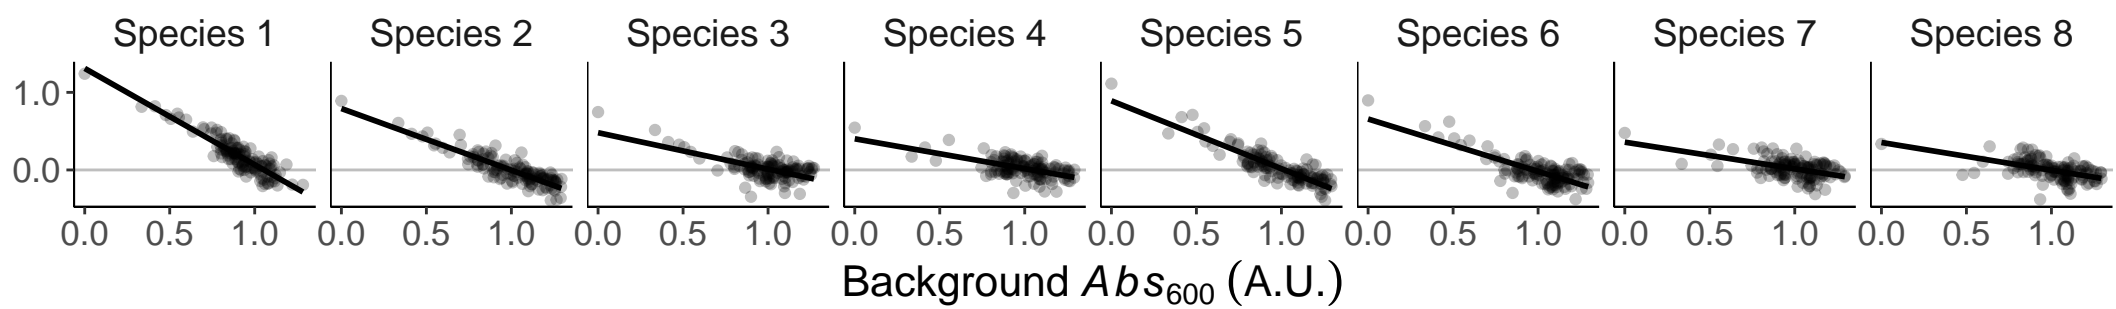 Species 1 Species 2 Species 3 Species 4 Species 5 Species 6 Species 7 Species 8
1.0
0.0
0.0 0.5 1.0 0.0 0.5 1.0 0.0 0.5 1.0 0.0 0.5 1.0 0.0 0.5 1.0 0.0 0.5 1.0 0.0 0.5 1.0 0.0 0.5 1.0
Background Abs600 (A.U.)